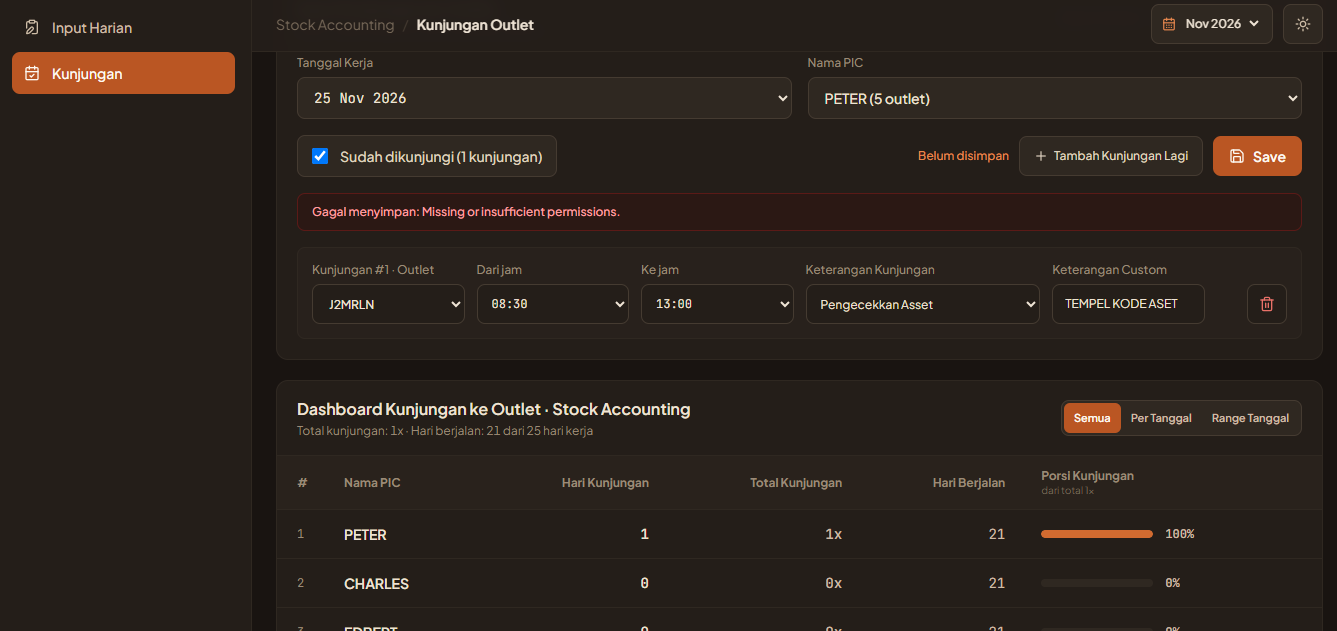 Input Harian
Kunjungan
Stock Accounting / Kunjungan Outlet
Nov 2026
Tanggal Kerja
Nama PIC
25 Nov 2026
PETER (5 outlet)
Sudah dikunjungi (1 kunjungan)
Belum disimpan
+ Tambah Kunjungan Lagi
Save
Gagal menyimpan: Missing or insufficient permissions.
Kunjungan #1 · Outlet
Dari jam
Ke jam
Keterangan Kunjungan
Keterangan Custom
J2MRLN
08:30
13:00
Pengecekkan Asset
TEMPEL KODE ASET
Dashboard Kunjungan ke Outlet · Stock Accounting
Total kunjungan: 1x · Hari berjalan: 21 dari 25 hari kerja
Semua
Per Tanggal
Range Tanggal
# Nama PIC Hari Kunjungan Total Kunjungan Hari Berjalan Porsi Kunjungan
dari total 1x
1 PETER 1 1x 21 100%
2 CHARLES 0 0x 21 0%